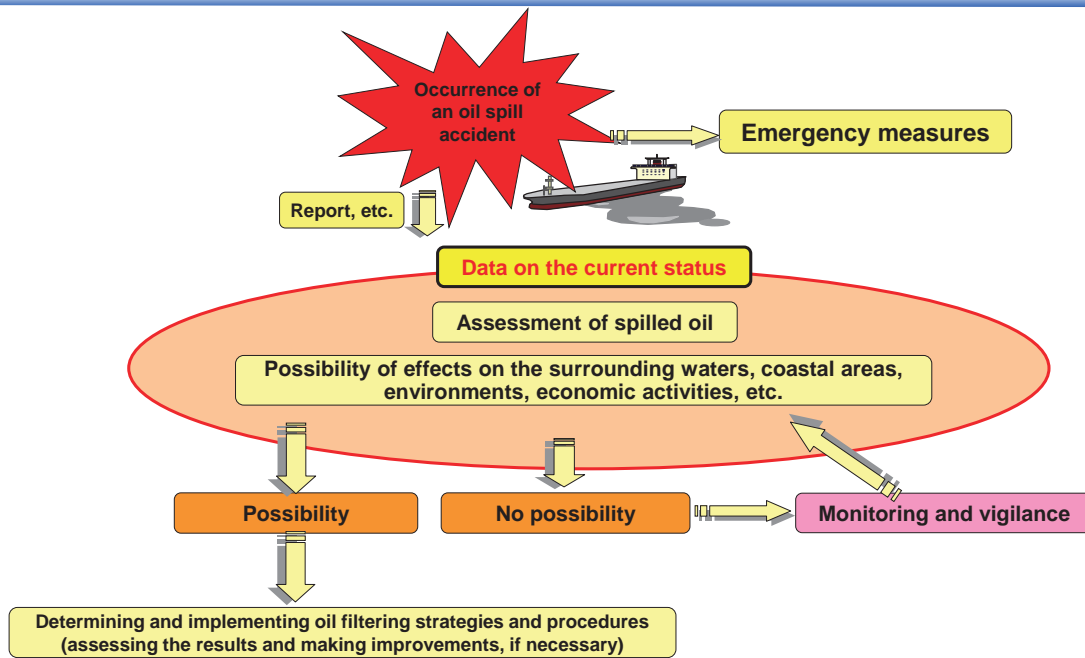 Occurrence of
an oil spill
accident
Emergency measures
Report, etc.
Data on the current status
Assessment of spilled oil
Possibility of effects on the surrounding waters, coastal areas,
environments, economic activities, etc.
Possibility
No possibility
Monitoring and vigilance
Determining and implementing oil filtering strategies and procedures
(assessing the results and making improvements, if necessary)